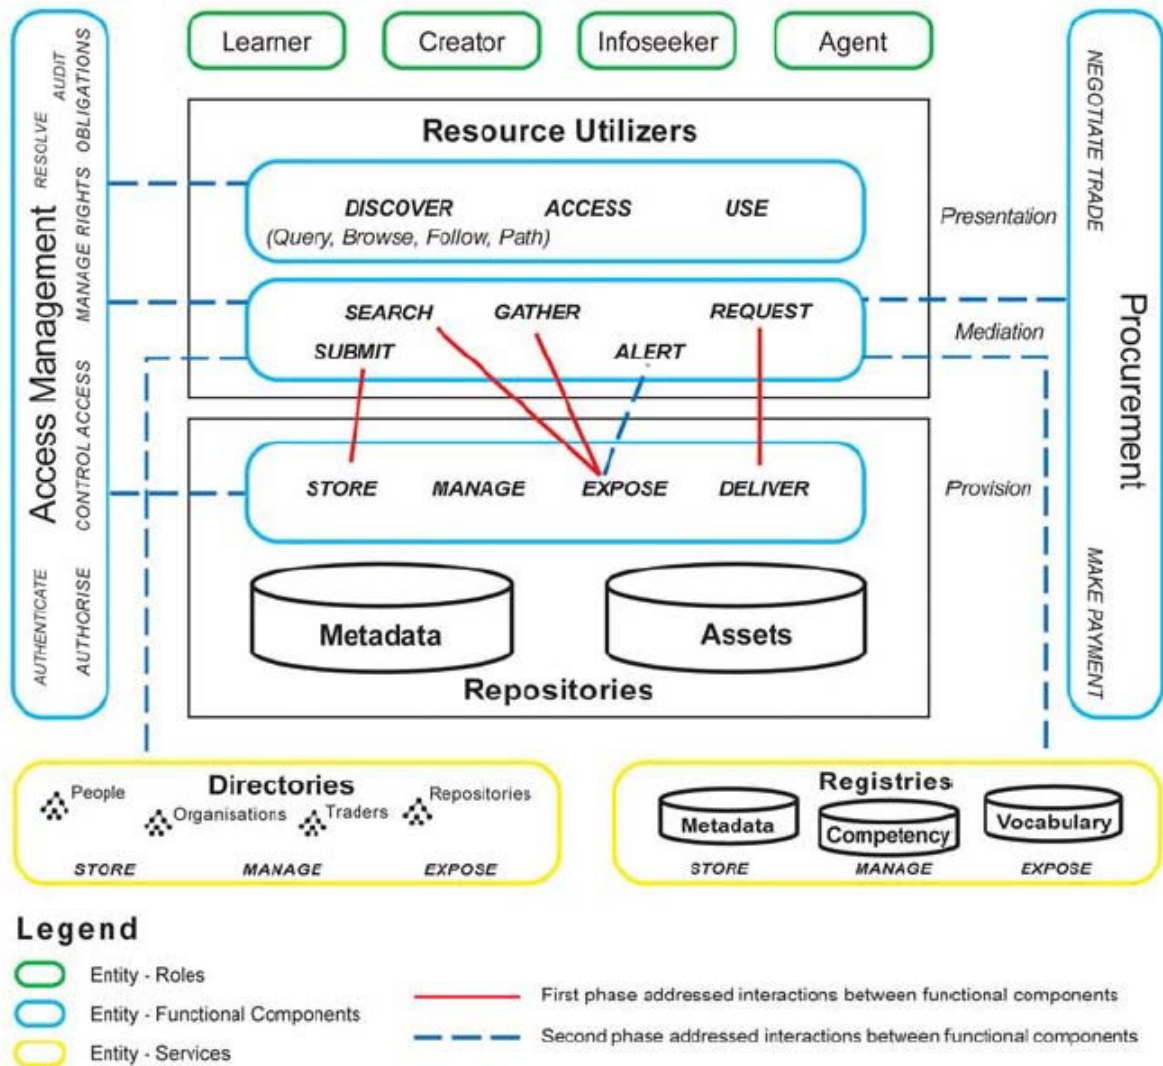 Learner
Creator
Infoseeker
Agent
Access Management
RESOLVE
AUDIT
MANAGE RIGHTS OBLIGATIONS
CONTROL ACCESS
AUTHENTICATE
AUTHORISE
Resource Utilizers
DISCOVER ACCESS USE
(Query, Browse, Follow, Path)
SEARCH GATHER REQUEST
SUBMIT ALERT
STORE MANAGE EXPOSE DELIVER
Metadata
Assets
Repositories
Presentation
Mediation
Provision
NEGOTIATE TRADE
Procurement
MAKE PAYMENT
Directories
People
Organisations
Traders
Repositories
STORE MANAGE EXPOSE
Registries
Metadata
Competency
Vocabulary
STORE MANAGE EXPOSE
Legend
Entity - Roles
Entity - Functional Components
Entity - Services
First phase addressed interactions between functional components
Second phase addressed interactions between functional components